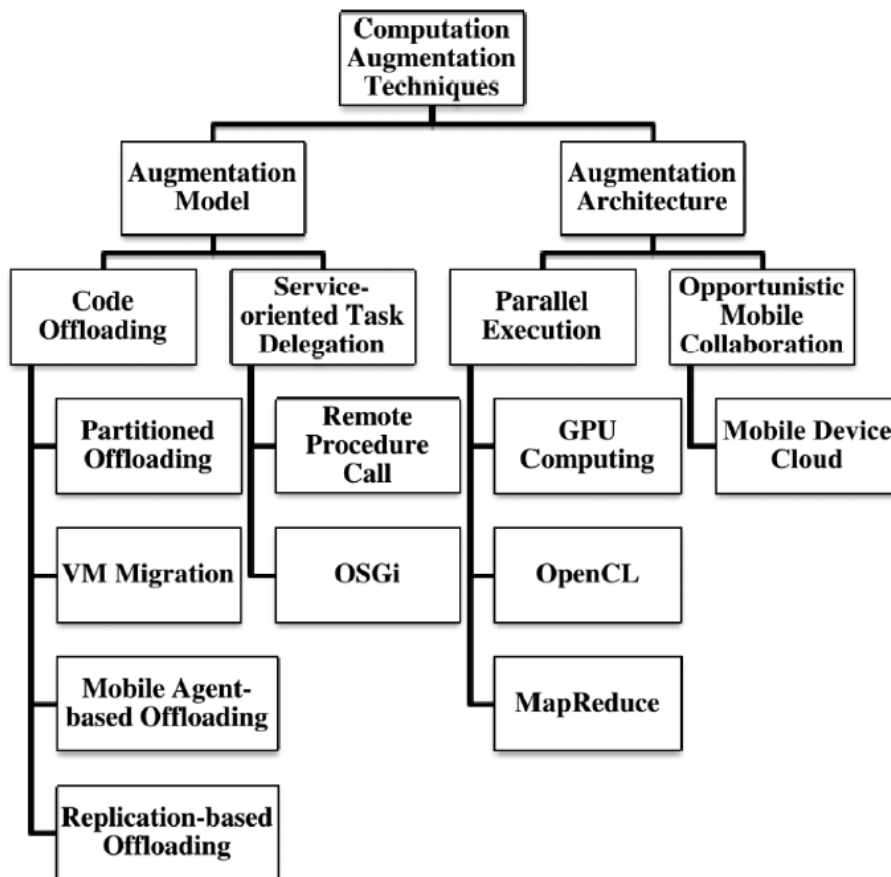 Computation
Augmentation
Techniques
Augmentation
Model
Augmentation
Architecture
Code
Offloading
Service-
oriented Task
Delegation
Parallel
Execution
Opportunistic
Mobile
Collaboration
Partitioned
Offloading
Remote
Procedure
Call
GPU
Computing
Mobile Device
Cloud
VM Migration
OSGi
OpenCL
Mobile Agent-
based Offloading
MapReduce
Replication-based
Offloading